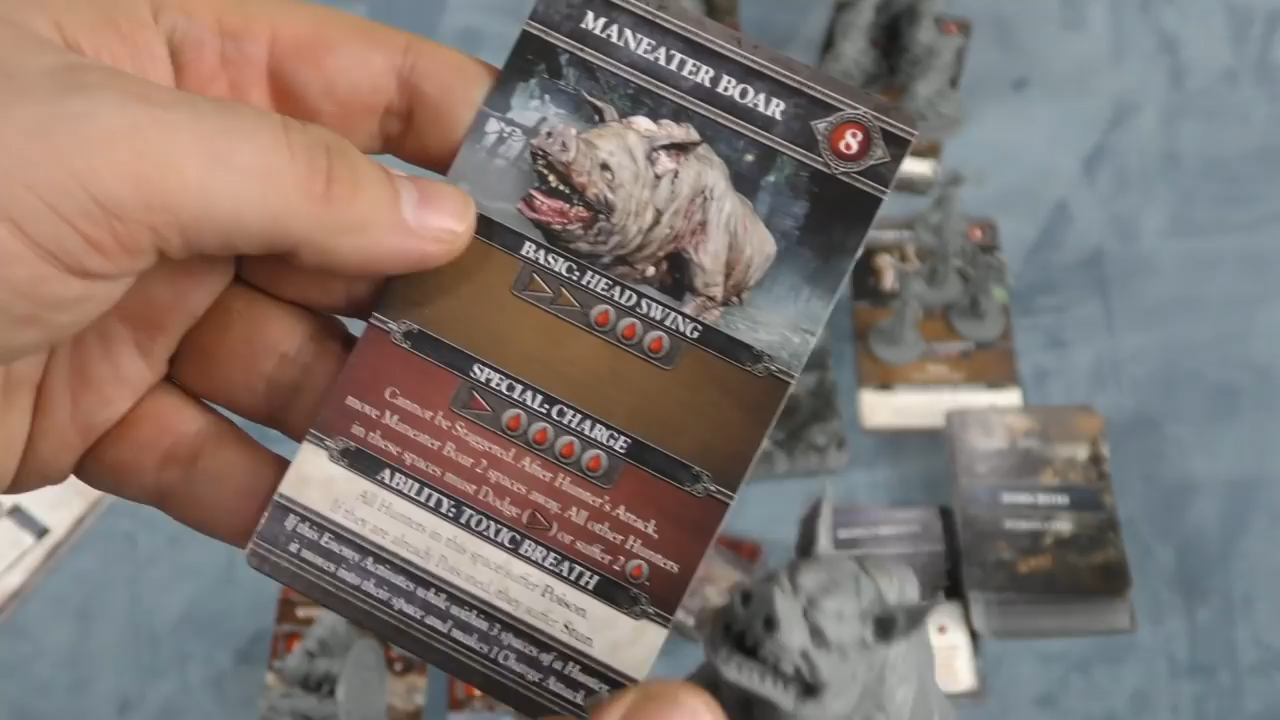 MANEATER BOAR
8
BASIC: HEAD SWING
SPECIAL: CHARGE
Cannot be Staggered. After Hunter's Attack,
move Maneater Boar 2 spaces away. All other Hunters
in these spaces must Dodge ( ) or suffer 2 .
ABILITY: TOXIC BREATH
All Hunters in this space suffer Poison.
If they are already Poisoned, they suffer Stun.
If this Enemy Activates while within 3 spaces of a Hunter,
it moves into their space and makes 1 Charge Attack.